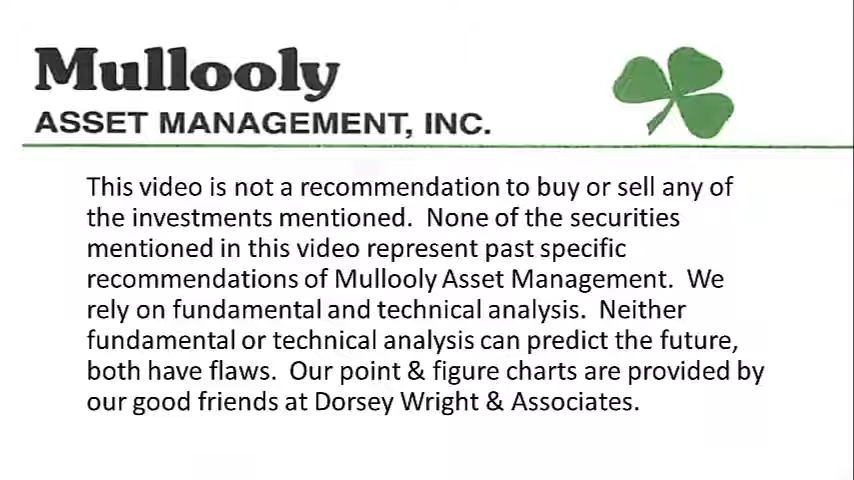 Mullooly
ASSET MANAGEMENT, INC.
This video is not a recommendation to buy or sell any of
the investments mentioned.  None of the securities
mentioned in this video represent past specific
recommendations of Mullooly Asset Management.  We
rely on fundamental and technical analysis.  Neither
fundamental or technical analysis can predict the future,
both have flaws.  Our point & figure charts are provided by
our good friends at Dorsey Wright & Associates.